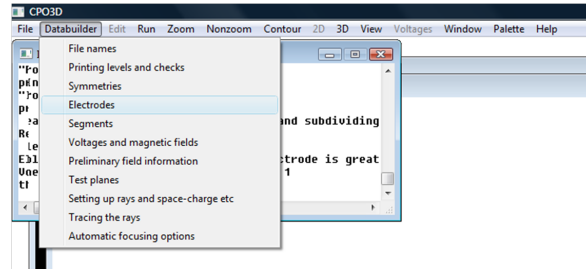 CPO3D
File Databuilder Edit Run Zoom Nonzoom Contour 2D 3D View Voltages Window Palette Help
File names
Printing levels and checks
Symmetries
Electrodes
Segments
and subdividing
Voltages and magnetic fields
Preliminary field information
ctrode is great
Test planes
1
Setting up rays and space-charge etc
Tracing the rays
Automatic focusing options